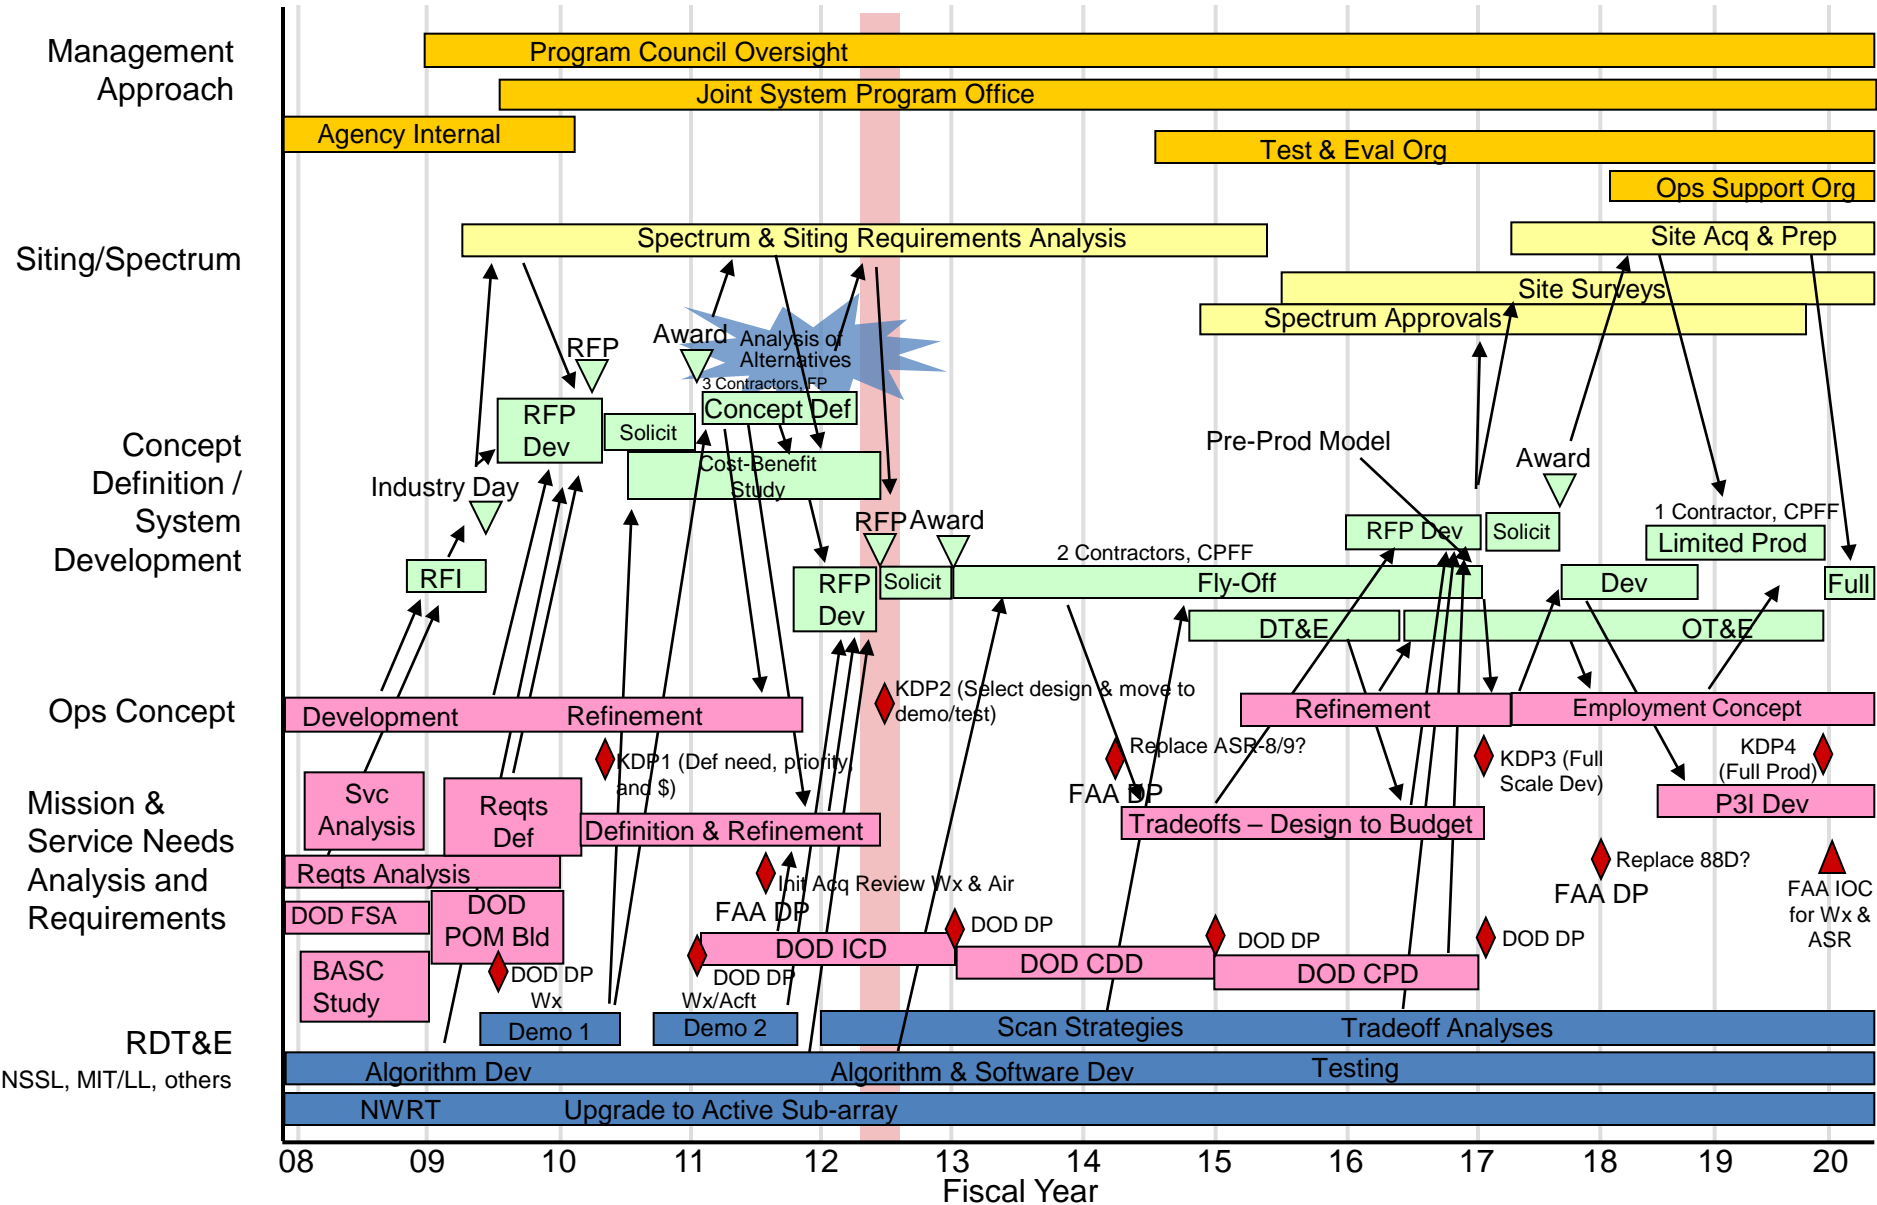 Management
Approach
Program Council Oversight
Joint System Program Office
Agency Internal
Test & Eval Org
Ops Support Org
Siting/Spectrum
Spectrum & Siting Requirements Analysis
Site Acq & Prep
Site Surveys
Spectrum Approvals
Concept
Definition /
System
Development
RFP
Award
Analysis of
Alternatives
3 Contractors, FP
RFP
Dev
Solicit
Concept Def
Cost-Benefit
Study
Industry Day
RFI
RFP
Award
RFP
Dev
Solicit
2 Contractors, CPFF
Fly-Off
Pre-Prod Model
RFP Dev
Solicit
Award
1 Contractor, CPFF
Limited Prod
Dev
Full
DT&E
OT&E
Ops Concept
Development
Refinement
KDP2 (Select design & move to
demo/test)
Refinement
Employment Concept
Mission &
Service Needs
Analysis and
Requirements
KDP1 (Def need, priority,
and $)
Replace ASR-8/9?
FAA DP
KDP3 (Full
Scale Dev)
KDP4
(Full Prod)
Svc
Analysis
Reqts
Def
Definition & Refinement
Tradeoffs – Design to Budget
P3I Dev
Reqts Analysis
Init Acq Review Wx & Air
FAA DP
Replace 88D?
FAA DP
FAA IOC
for Wx &
ASR
DOD FSA
DOD
POM Bld
DOD DP
DOD DP
DOD DP
DOD ICD
DOD CDD
DOD CPD
BASC
Study
DOD DP
DOD DP
RDT&E
NSSL, MIT/LL, others
Wx
Demo 1
Wx/Acft
Demo 2
Scan Strategies
Tradeoff Analyses
Algorithm Dev
Algorithm & Software Dev
Testing
NWRT
Upgrade to Active Sub-array
08 09 10 11 12 13 14 15 16 17 18 19 20
Fiscal Year